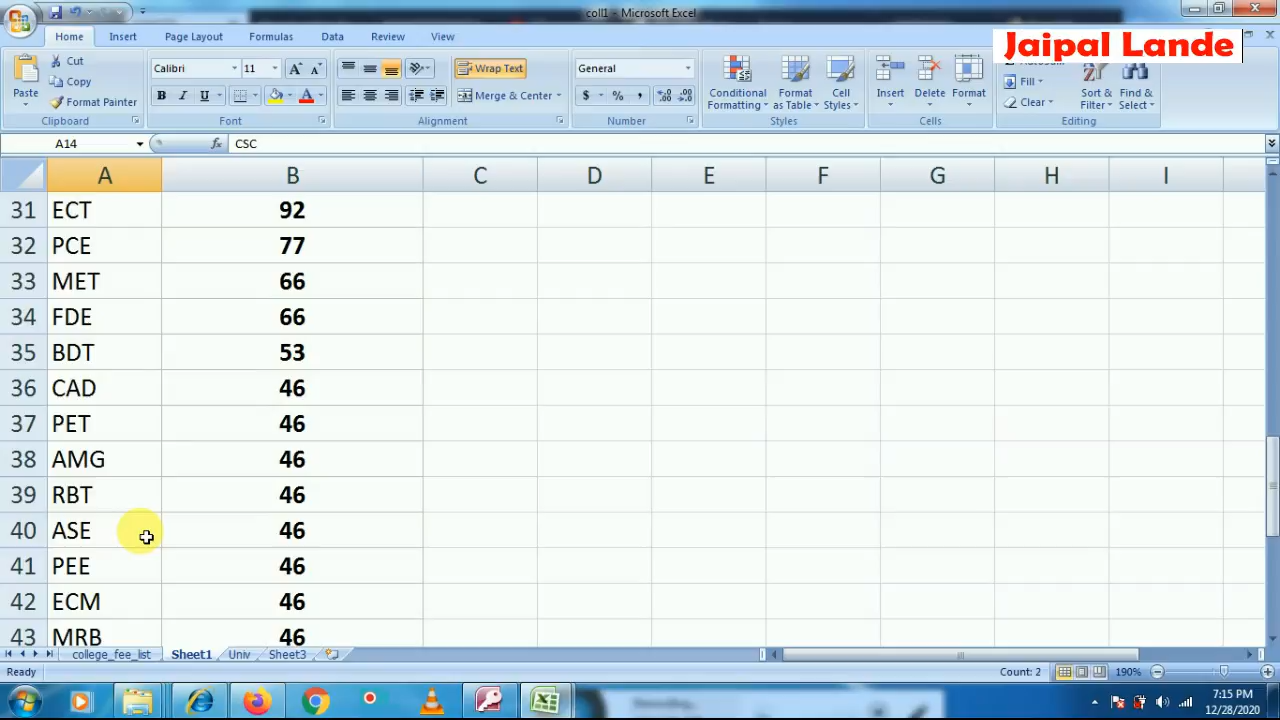 coll1 - Microsoft Excel
Home Insert Page Layout Formulas Data Review View
Jaipal Lande
Paste
Cut
Copy
Format Painter
Clipboard
Calibri 11
B I U
Font
Wrap Text
Merge & Center
Alignment
General
$ % ,
Number
Conditional Formatting
Format as Table
Cell Styles
Styles
Insert Delete Format
Cells
Fill
Clear
Sort & Filter
Find & Select
Editing
A14 fx CSC
A B C D E F G H I
31 ECT 92
32 PCE 77
33 MET 66
34 FDE 66
35 BDT 53
36 CAD 46
37 PET 46
38 AMG 46
39 RBT 46
40 ASE 46
41 PEE 46
42 ECM 46
43 MRB 46
college_fee_list Sheet1 Univ Sheet3
Ready Count: 2 190%
7:15 PM
12/28/2020